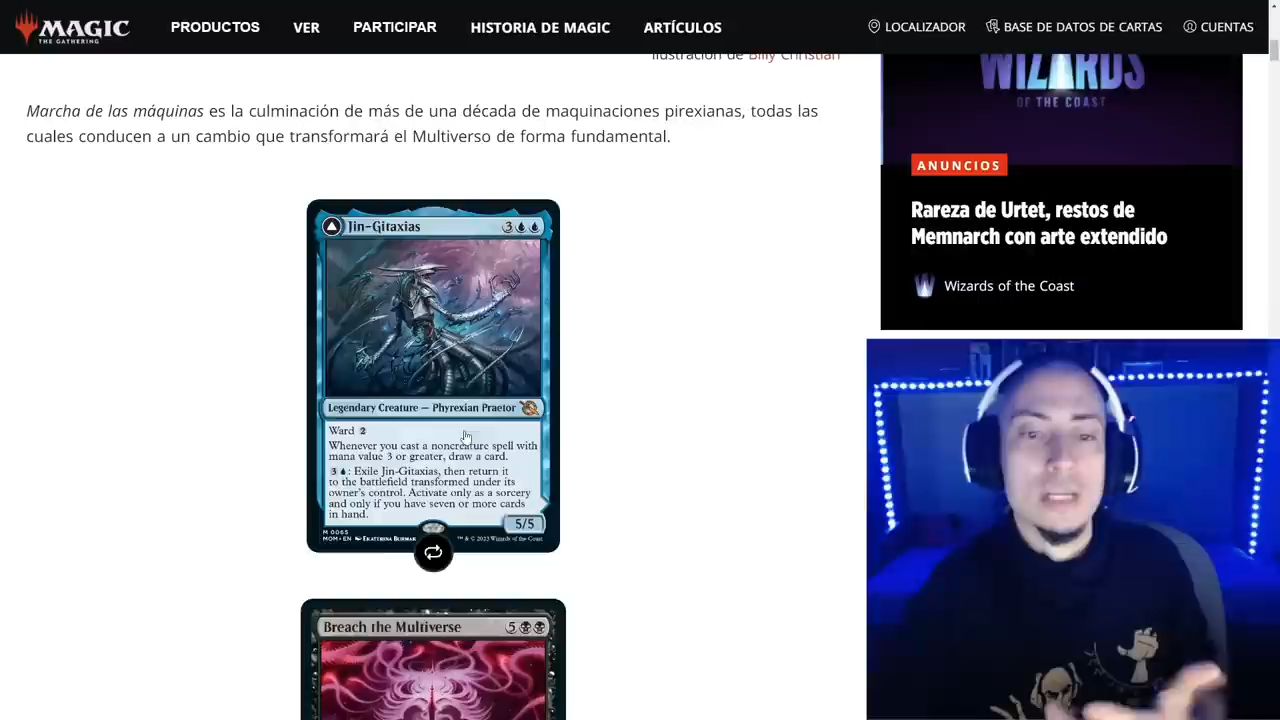 MAGIC
THE GATHERING
PRODUCTOS
VER
PARTICIPAR
HISTORIA DE MAGIC
ARTÍCULOS
LOCALIZADOR
BASE DE DATOS DE CARTAS
CUENTAS
Ilustración de Billy Christian
Marcha de las máquinas es la culminación de más de una década de maquinaciones pirexianas, todas las
cuales conducen a un cambio que transformará el Multiverso de forma fundamental.
Jin-Gitaxias 3
Legendary Creature — Phyrexian Praetor
Ward 2
Whenever you cast a noncreature spell with
mana value 3 or greater, draw a card.
3 : Exile Jin-Gitaxias, then return it
to the battlefield transformed under its
owner's control. Activate only as a sorcery
and only if you have seven or more cards
in hand.
5/5
M 0065
MOM • EN Ekaterina Burmak ™ & © 2023 Wizards of the Coast
Breach the Multiverse 5
WIZARDS
OF THE COAST
ANUNCIOS
Rareza de Urtet, restos de
Memnarch con arte extendido
Wizards of the Coast